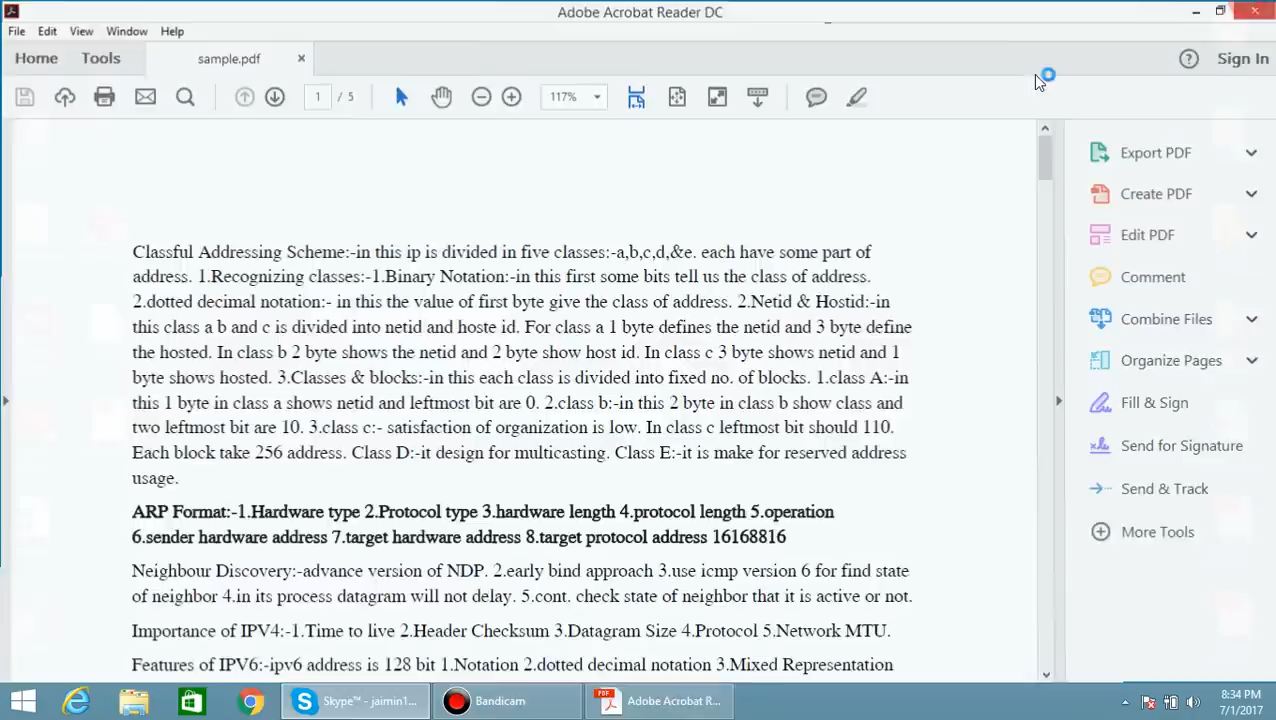 Adobe Acrobat Reader DC
File Edit View Window Help
Home Tools sample.pdf × Sign In
1 / 5 117%
Classful Addressing Scheme:-in this ip is divided in five classes:-a,b,c,d,&e. each have some part of
address. 1.Recognizing classes:-1.Binary Notation:-in this first some bits tell us the class of address.
2.dotted decimal notation:- in this the value of first byte give the class of address. 2.Netid & Hostid:-in
this class a b and c is divided into netid and hoste id. For class a 1 byte defines the netid and 3 byte define
the hosted. In class b 2 byte shows the netid and 2 byte show host id. In class c 3 byte shows netid and 1
byte shows hosted. 3.Classes & blocks:-in this each class is divided into fixed no. of blocks. 1.class A:-in
this 1 byte in class a shows netid and leftmost bit are 0. 2.class b:-in this 2 byte in class b show class and
two leftmost bit are 10. 3.class c:- satisfaction of organization is low. In class c leftmost bit should 110.
Each block take 256 address. Class D:-it design for multicasting. Class E:-it is make for reserved address
usage.
ARP Format:-1.Hardware type 2.Protocol type 3.hardware length 4.protocol length 5.operation
6.sender hardware address 7.target hardware address 8.target protocol address 16168816
Neighbour Discovery:-advance version of NDP. 2.early bind approach 3.use icmp version 6 for find state
of neighbor 4.in its process datagram will not delay. 5.cont. check state of neighbor that it is active or not.
Importance of IPV4:-1.Time to live 2.Header Checksum 3.Datagram Size 4.Protocol 5.Network MTU.
Features of IPV6:-ipv6 address is 128 bit 1.Notation 2.dotted decimal notation 3.Mixed Representation
Export PDF
Create PDF
Edit PDF
Comment
Combine Files
Organize Pages
Fill & Sign
Send for Signature
Send & Track
More Tools
Skype™ - jaimin1...
Bandicam
Adobe Acrobat R...
8:34 PM
7/1/2017